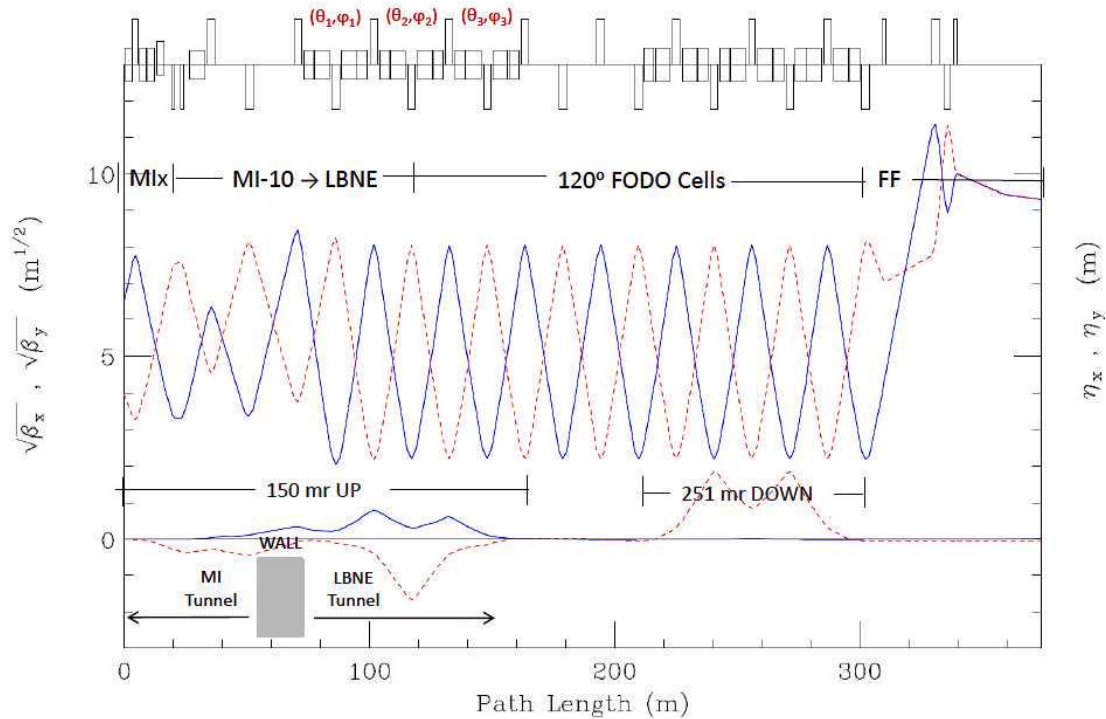 (θ₁,φ₁) (θ₂,φ₂) (θ₃,φ₃)
10 MIx MI-10 → LBNE 120º FODO Cells FF
√βx , √βy (m^1/2)
ηx , ηy (m)
5
150 mr UP 251 mr DOWN
0
WALL
MI Tunnel
LBNE Tunnel
0 100 200 300
Path Length (m)